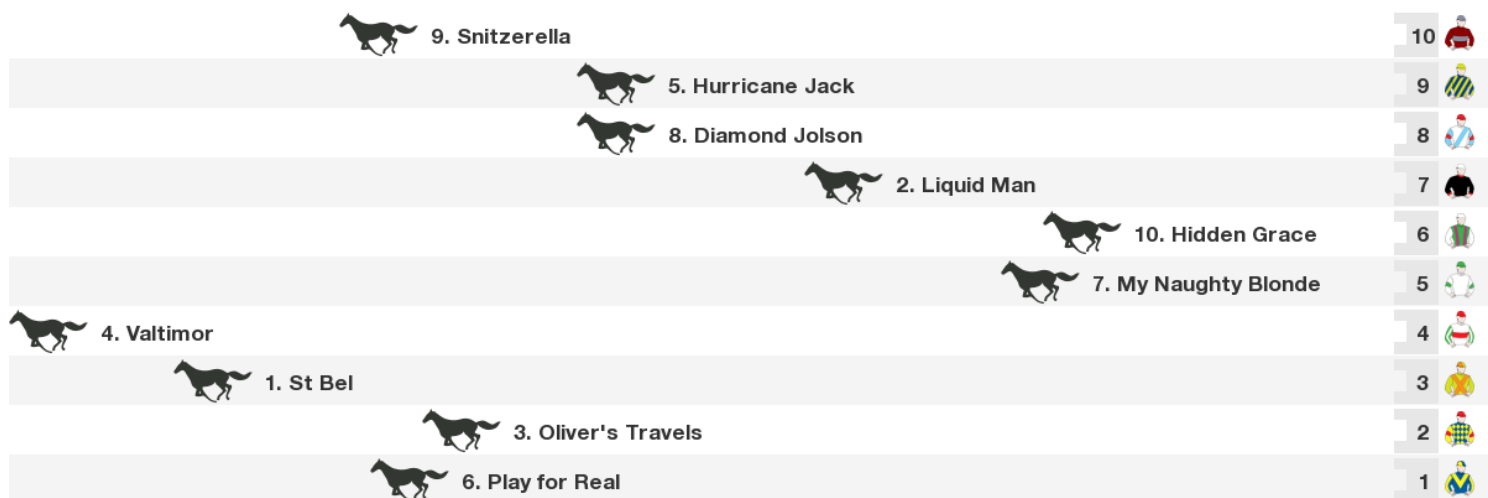 9. Snitzerella 10
5. Hurricane Jack 9
8. Diamond Jolson 8
2. Liquid Man 7
10. Hidden Grace 6
7. My Naughty Blonde 5
4. Valtimor 4
1. St Bel 3
3. Oliver's Travels 2
6. Play for Real 1